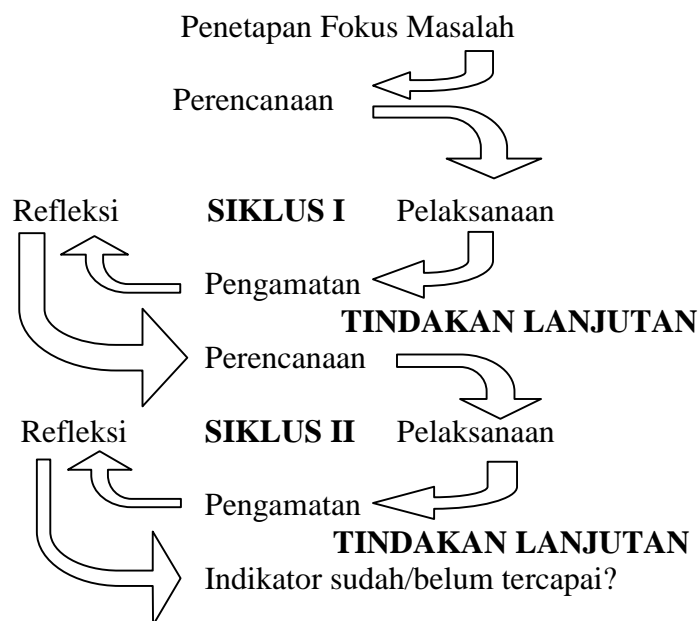 Penetapan Fokus Masalah
Perencanaan
Refleksi SIKLUS I Pelaksanaan
Pengamatan
TINDAKAN LANJUTAN
Perencanaan
Refleksi SIKLUS II Pelaksanaan
Pengamatan
TINDAKAN LANJUTAN
Indikator sudah/belum tercapai?